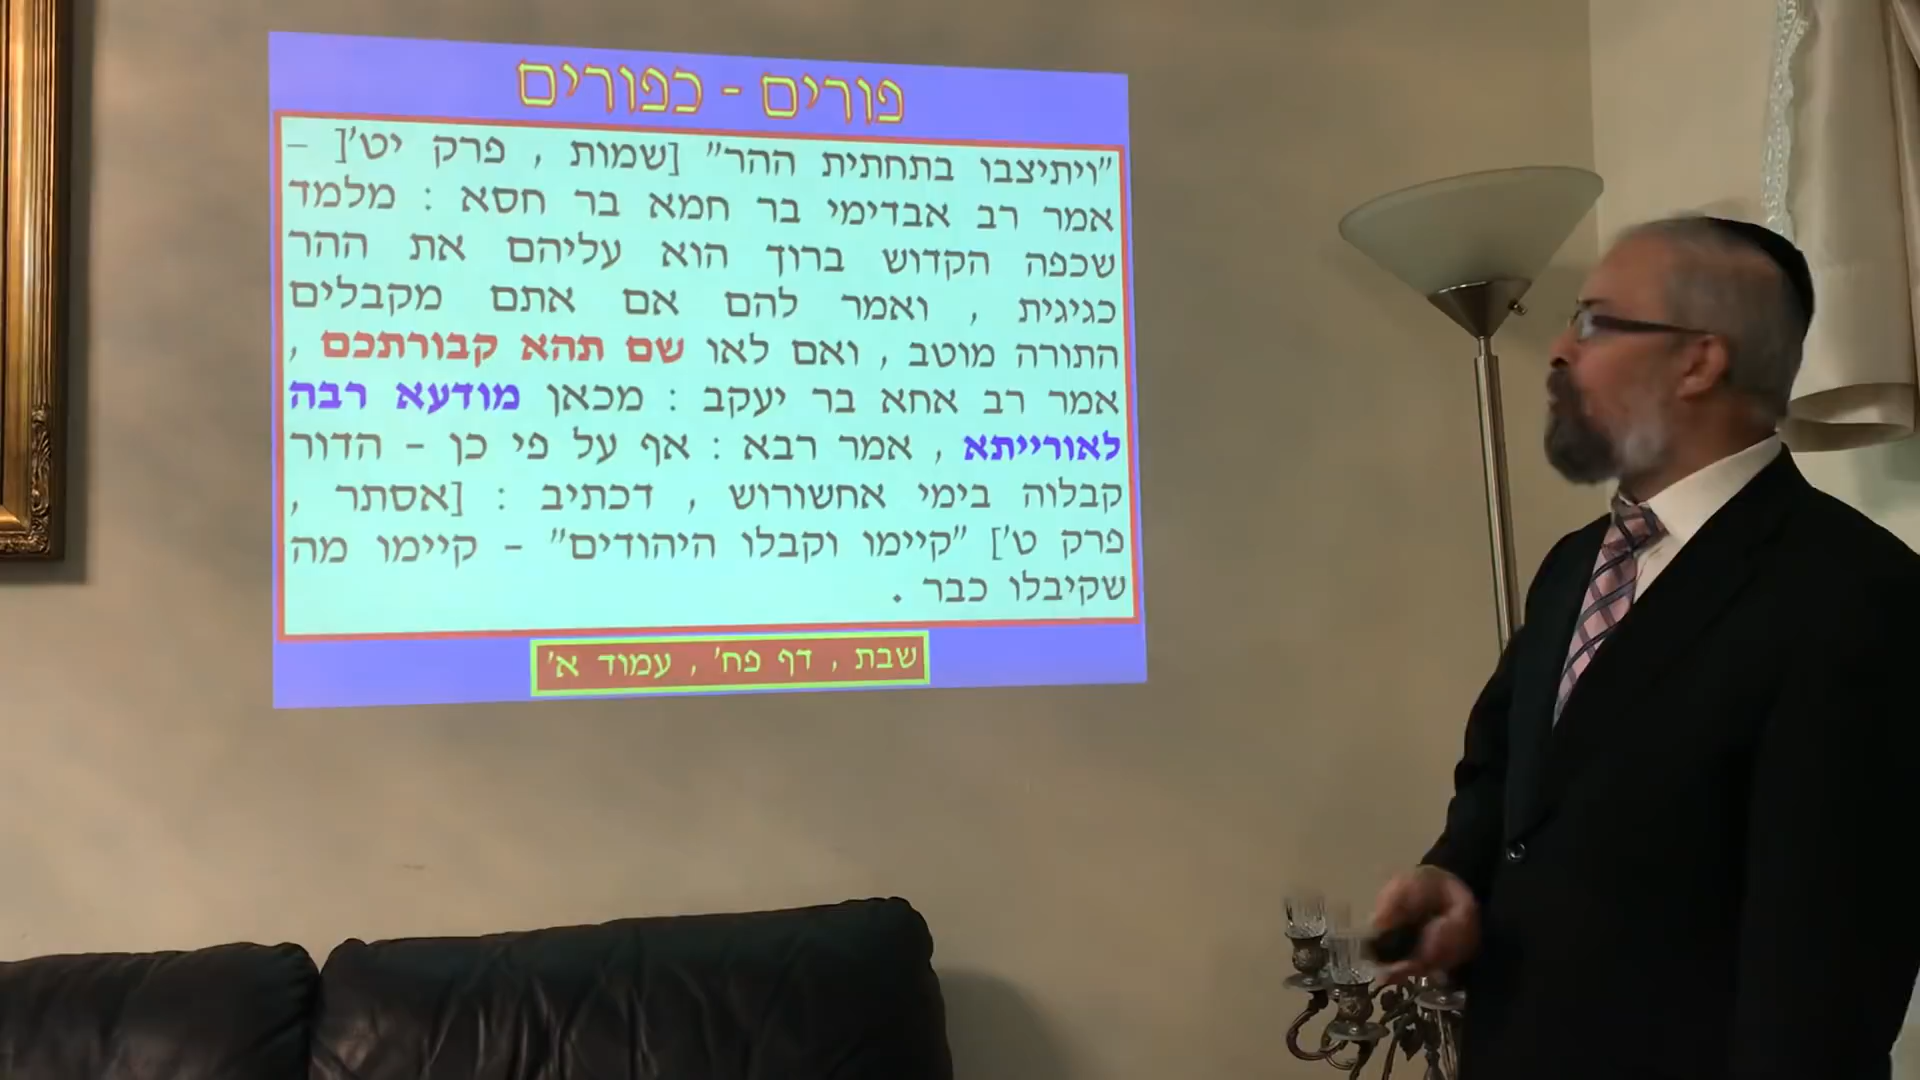 פורים - כפורים
"ויתיצבו בתחתית ההר" [שמות , פרק יט'[ –
אמר רב אבדימי בר חמא בר חסא : מלמד
שכפה הקדוש ברוך הוא עליהם את ההר
כגיגית , ואמר להם אם אתם מקבלים
התורה מוטב , ואם לאו שם תהא קבורתכם ,
אמר רב אחא בר יעקב : מכאן מודעא רבה
לאורייתא , אמר רבא : אף על פי כן – הדור
קבלוה בימי אחשורוש , דכתיב : [אסתר ,
פרק ט'] "קיימו וקבלו היהודים" – קיימו מה
שקיבלו כבר .
שבת , דף פח' , עמוד א'